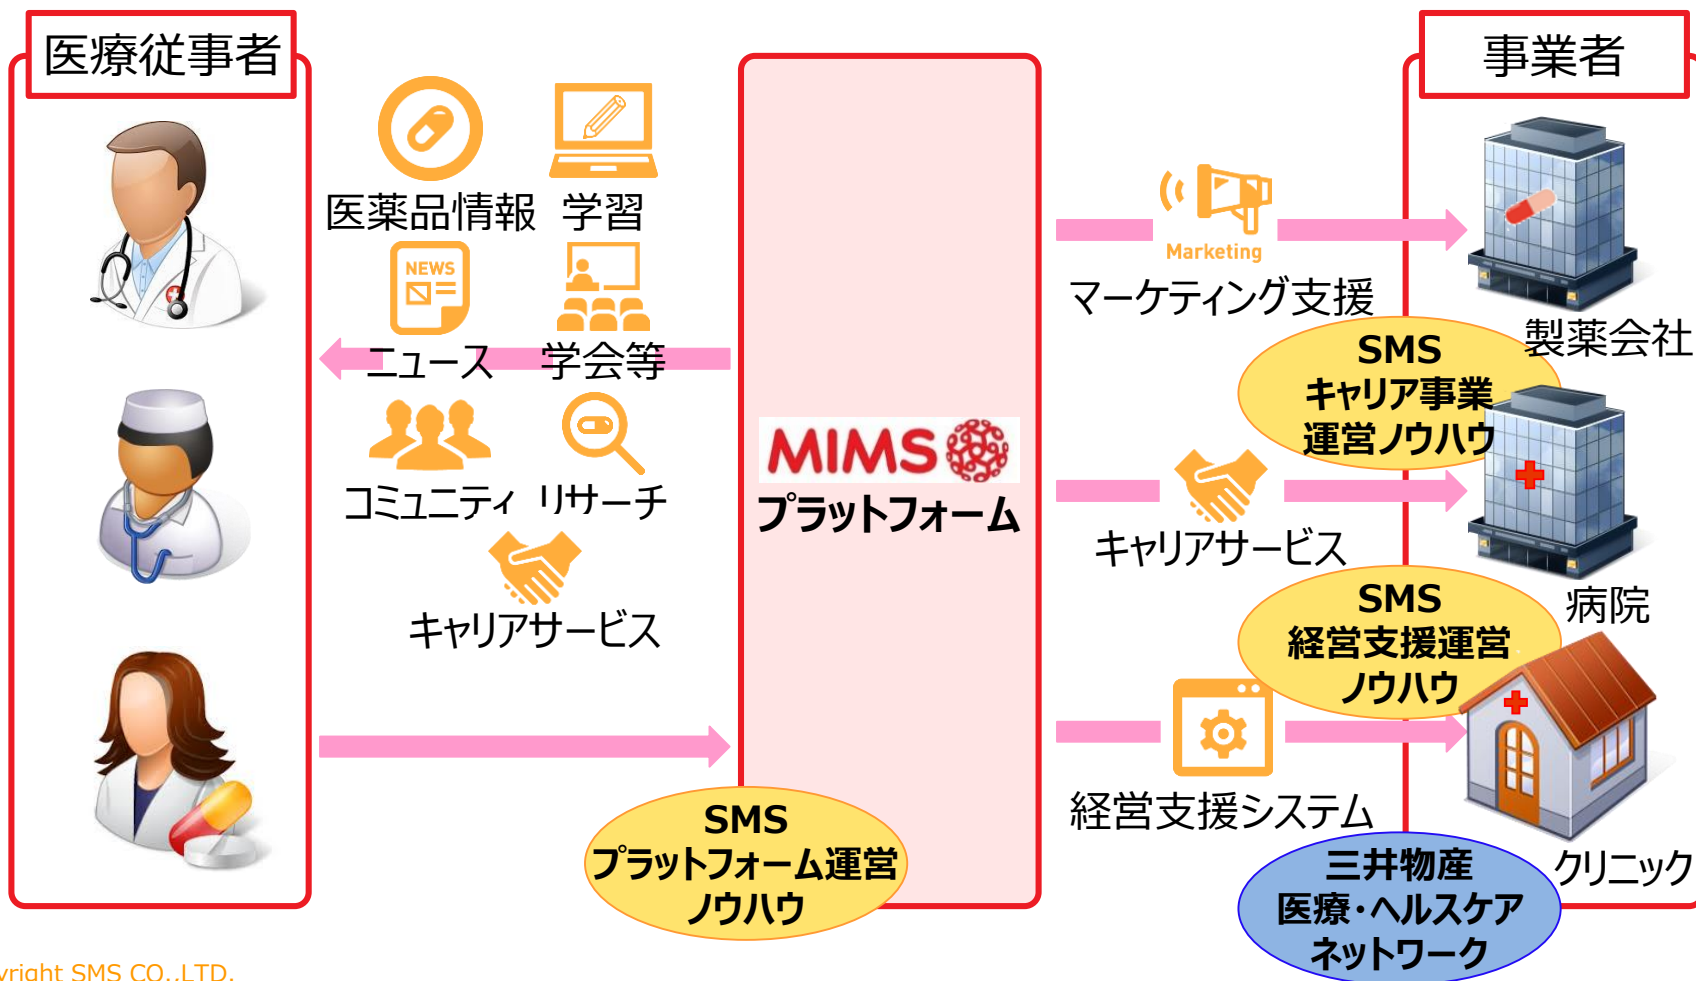 医療従事者
医薬品情報
学習
NEWS
ニュース
学会等
コミュニティ
リサーチ
キャリアサービス
MIMS
プラットフォーム
SMS
プラットフォーム運営
ノウハウ
事業者
Marketing
マーケティング支援
製薬会社
SMS
キャリア事業
運営ノウハウ
キャリアサービス
病院
SMS
経営支援運営
ノウハウ
経営支援システム
クリニック
三井物産
医療・ヘルスケア
ネットワーク
yright SMS CO.,LTD.